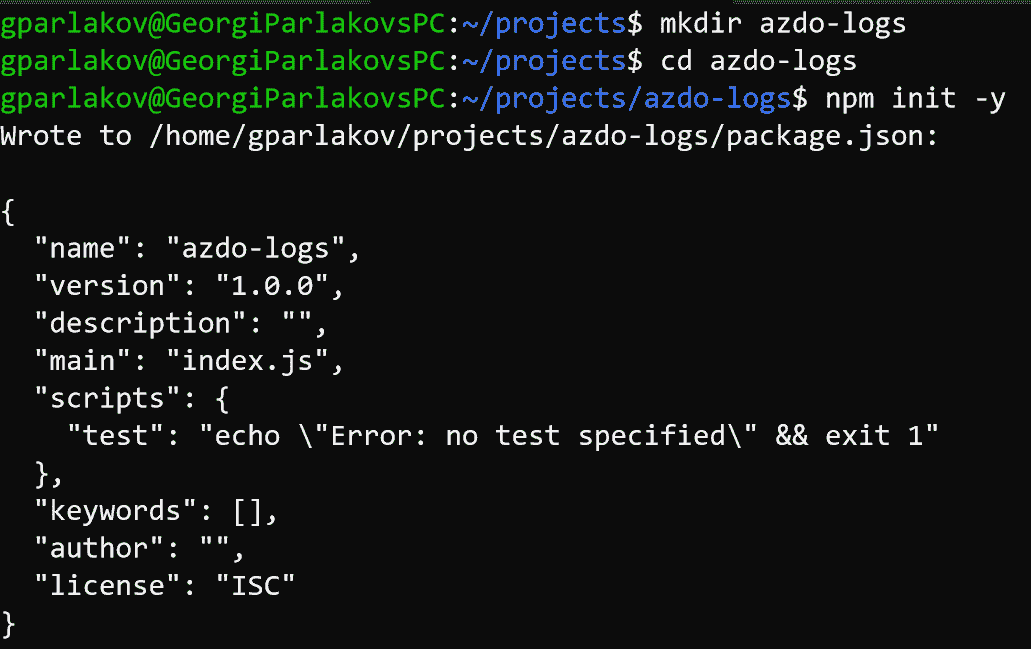 gparlakov@GeorgiParlakovsPC:~/projects$ mkdir azdo-logs
gparlakov@GeorgiParlakovsPC:~/projects$ cd azdo-logs
gparlakov@GeorgiParlakovsPC:~/projects/azdo-logs$ npm init -y
Wrote to /home/gparlakov/projects/azdo-logs/package.json:

{
  "name": "azdo-logs",
  "version": "1.0.0",
  "description": "",
  "main": "index.js",
  "scripts": {
    "test": "echo \"Error: no test specified\" && exit 1"
  },
  "keywords": [],
  "author": "",
  "license": "ISC"
}